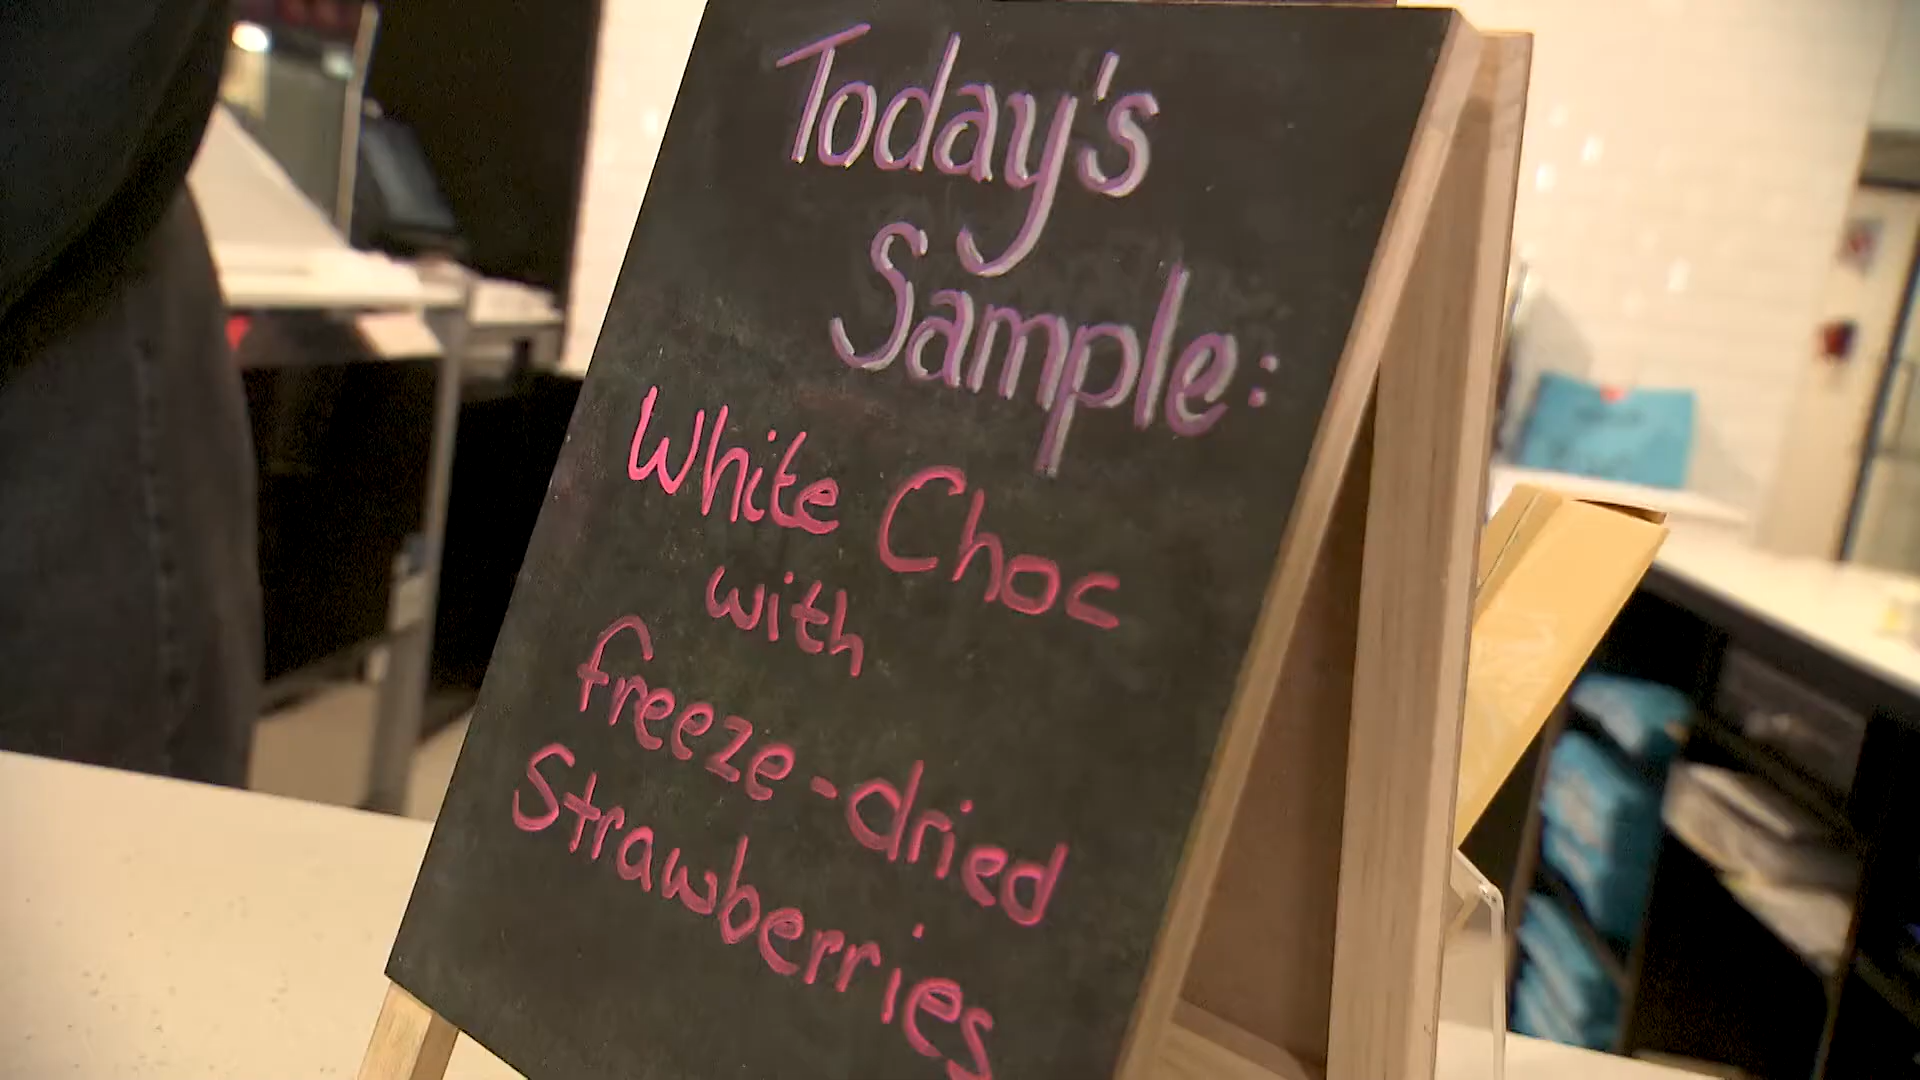 Today's
Sample:
White Choc
with
freeze-dried
Strawberries